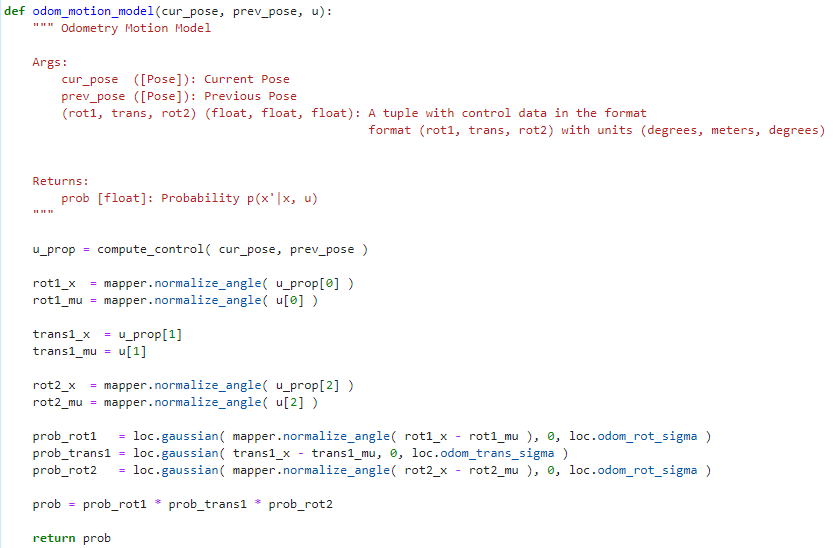 def odom_motion_model(cur_pose, prev_pose, u):
    """ Odometry Motion Model

    Args:
        cur_pose  ([Pose]): Current Pose
        prev_pose ([Pose]): Previous Pose
        (rot1, trans, rot2) (float, float, float): A tuple with control data in the format
                                                   format (rot1, trans, rot2) with units (degrees, meters, degrees)


    Returns:
        prob [float]: Probability p(x'|x, u)
    """

    u_prop = compute_control( cur_pose, prev_pose )

    rot1_x  = mapper.normalize_angle( u_prop[0] )
    rot1_mu = mapper.normalize_angle( u[0] )

    trans1_x  = u_prop[1]
    trans1_mu = u[1]

    rot2_x  = mapper.normalize_angle( u_prop[2] )
    rot2_mu = mapper.normalize_angle( u[2] )

    prob_rot1   = loc.gaussian( mapper.normalize_angle( rot1_x - rot1_mu ), 0, loc.odom_rot_sigma )
    prob_trans1 = loc.gaussian( trans1_x - trans1_mu, 0, loc.odom_trans_sigma )
    prob_rot2   = loc.gaussian( mapper.normalize_angle( rot2_x - rot2_mu ), 0, loc.odom_rot_sigma )

    prob = prob_rot1 * prob_trans1 * prob_rot2

    return prob